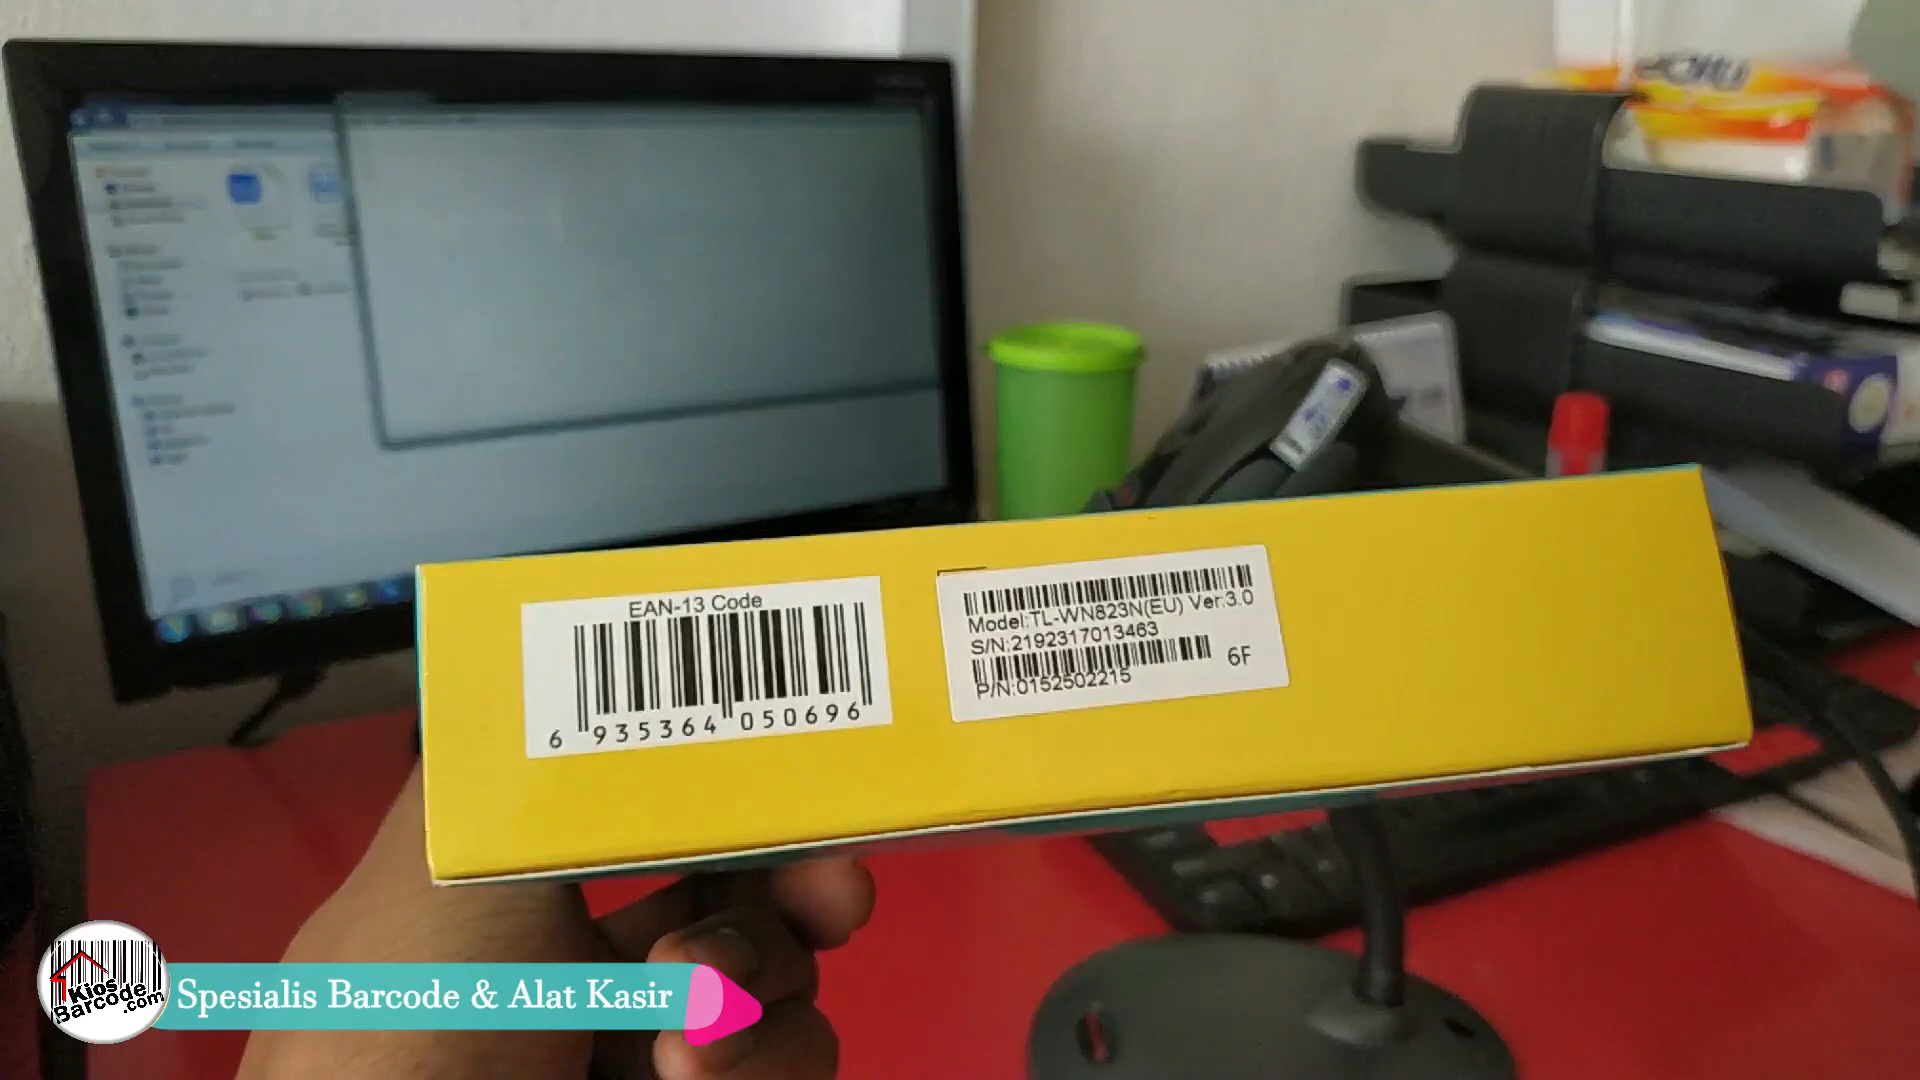 EAN-13 Code
6 935364 050696
Model:TL-WN823N(EU) Ver:3.0
S/N:2192317013463
6F
P/N:0152502215
Kios
Barcode.com
Spesialis Barcode & Alat Kasir